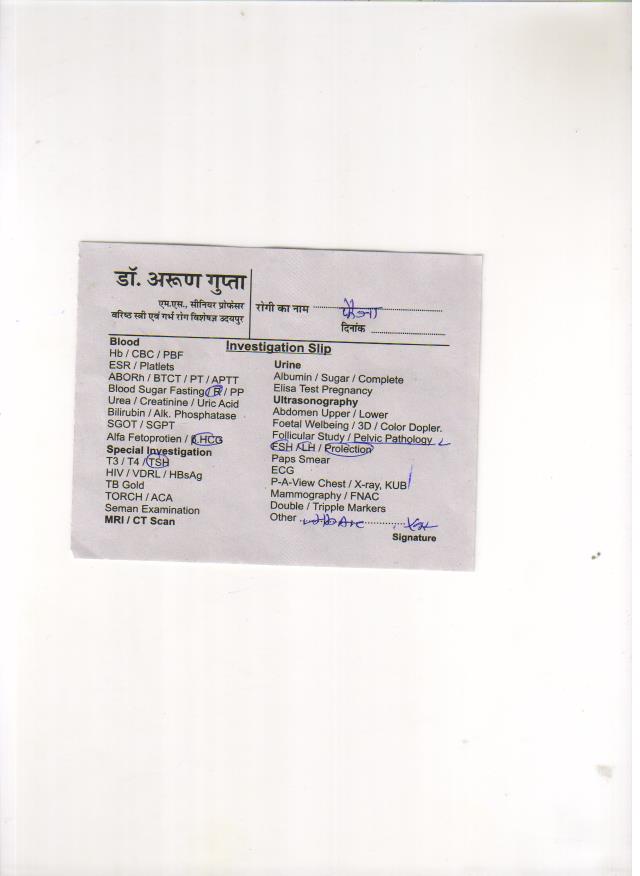 डॉ. अरूण गुप्ता
एम.एस., सीनियर प्रोफेसर
वरिष्ठ स्त्री एवं गर्भ रोग विशेषज्ञ उदयपुर
रोगी का नाम
दिनांक
Investigation Slip
Blood
Hb / CBC / PBF
ESR / Platlets
ABORh / BTCT / PT / APTT
Blood Sugar Fasting / R / PP
Urea / Creatinine / Uric Acid
Bilirubin / Alk. Phosphatase
SGOT / SGPT
Alfa Fetoprotien / β HCG
Special Investigation
T3 / T4 / TSH
HIV / VDRL / HBsAg
TB Gold
TORCH / ACA
Seman Examination
MRI / CT Scan
Urine
Albumin / Sugar / Complete
Elisa Test Pregnancy
Ultrasonography
Abdomen Upper / Lower
Foetal Welbeing / 3D / Color Dopler.
Follicular Study / Pelvic Pathology
FSH / LH / Prolection
Paps Smear
ECG
P-A-View Chest / X-ray, KUB
Mammography / FNAC
Double / Tripple Markers
Other
Signature